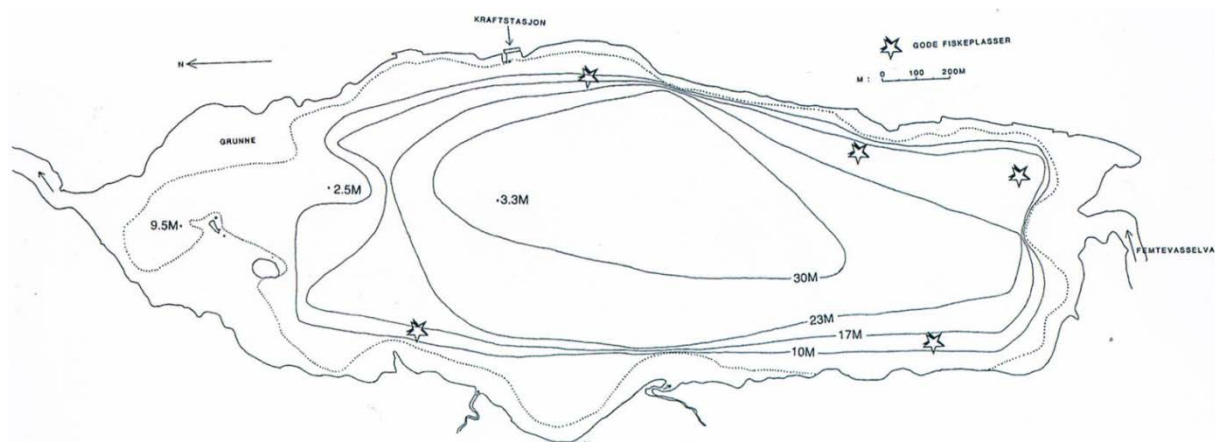 KRAFTSTASJON
GODE FISKEPLASSER
N
M: 0 100 200M
GRUNNE
2.5M
3.3M
9.5M
FEMTEVASSELVA
30M
23M
17M
10M